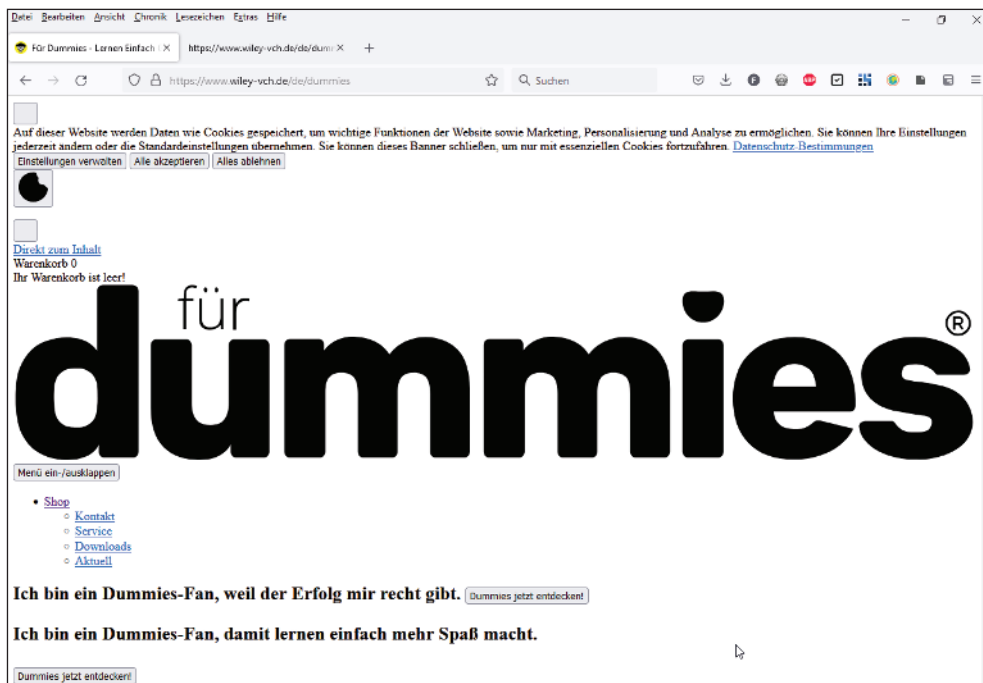 Datei Bearbeiten Ansicht Chronik Lesezeichen Extras Hilfe
Für Dummies - Lernen Einfach
https://www.wiley-vch.de/de/dumm
https://www.wiley-vch.de/de/dummies
Suchen
Auf dieser Website werden Daten wie Cookies gespeichert, um wichtige Funktionen der Website sowie Marketing, Personalisierung und Analyse zu ermöglichen. Sie können Ihre Einstellungen
jederzeit ändern oder die Standardeinstellungen übernehmen. Sie können dieses Banner schließen, um nur mit essenziellen Cookies fortzufahren. Datenschutz-Bestimmungen
Einstellungen verwalten Alle akzeptieren Alles ablehnen
Direkt zum Inhalt
Warenkorb 0
Ihr Warenkorb ist leer!
für
dummies®
Menü ein-/ausklappen
Shop
Kontakt
Service
Downloads
Aktuell
Ich bin ein Dummies-Fan, weil der Erfolg mir recht gibt. Dummies jetzt entdecken!
Ich bin ein Dummies-Fan, damit lernen einfach mehr Spaß macht.
Dummies jetzt entdecken!